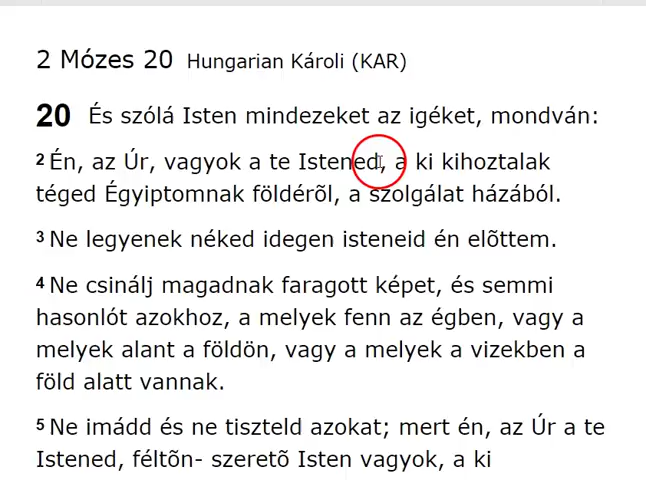 2 Mózes 20 Hungarian Károli (KAR)
20 És szólá Isten mindezeket az igéket, mondván:
2 Én, az Úr, vagyok a te Istened, a ki kihoztalak
téged Égyiptomnak földérõl, a szolgálat házából.
3 Ne legyenek néked idegen isteneid én elõttem.
4 Ne csinálj magadnak faragott képet, és semmi
hasonlót azokhoz, a melyek fenn az égben, vagy a
melyek alant a földön, vagy a melyek a vizekben a
föld alatt vannak.
5 Ne imádd és ne tiszteld azokat; mert én, az Úr a te
Istened, féltõn- szeretõ Isten vagyok, a ki